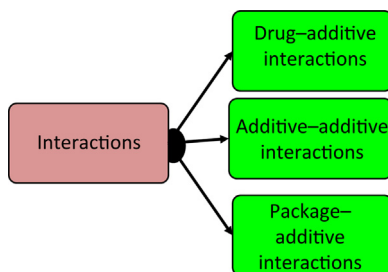 Interactions
Drug–additive
interactions
Additive–additive
interactions
Package–
additive
interactions